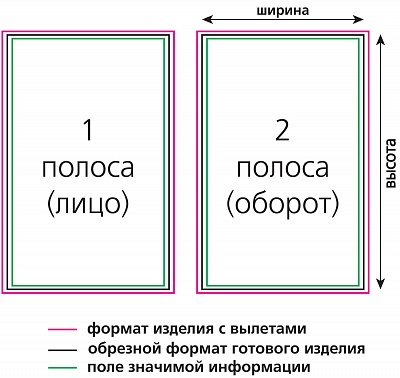 ширина
1
полоса
(лицо)
2
полоса
(оборот)
высота
формат изделия с вылетами
обрезной формат готового изделия
поле значимой информации